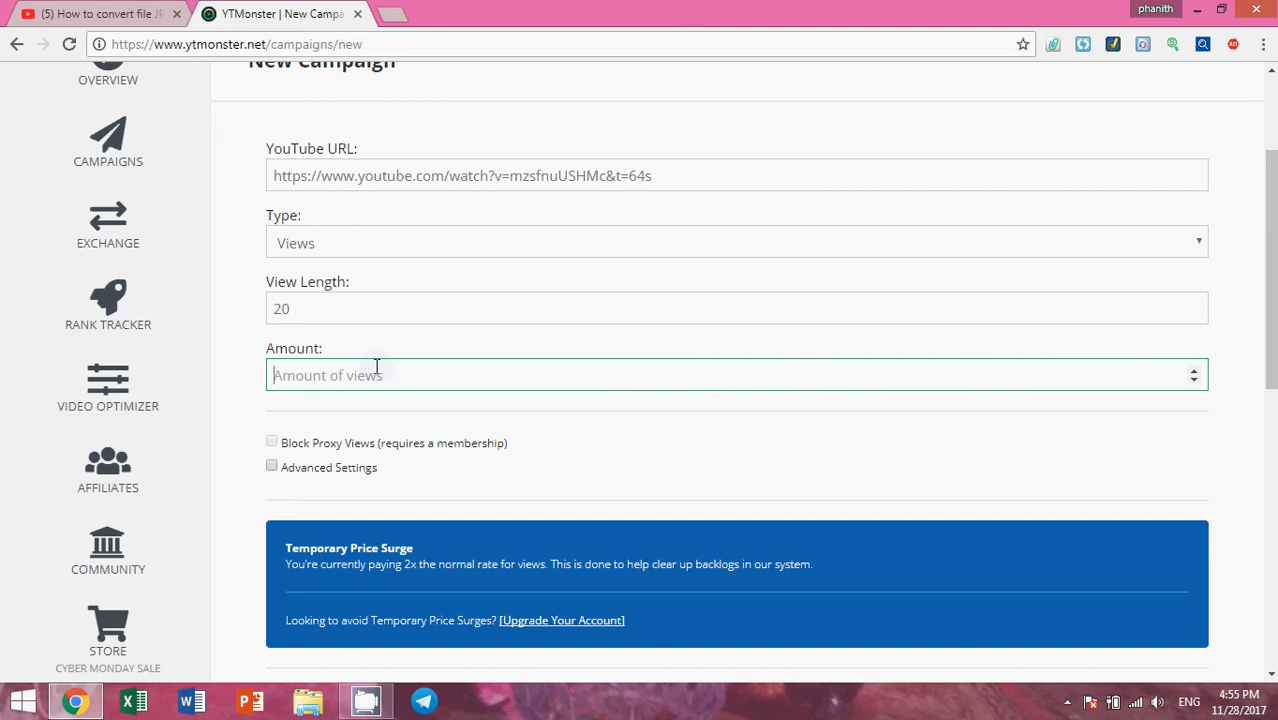 (5) How to convert file JP
YTMonster | New Campa
phanith
https://www.ytmonster.net/campaigns/new
New Campaign
OVERVIEW
CAMPAIGNS
EXCHANGE
RANK TRACKER
VIDEO OPTIMIZER
AFFILIATES
COMMUNITY
STORE
CYBER MONDAY SALE
YouTube URL:
https://www.youtube.com/watch?v=mzsfnuUSHMc&t=64s
Type:
Views
View Length:
20
Amount:
Amount of views
Block Proxy Views (requires a membership)
Advanced Settings
Temporary Price Surge
You're currently paying 2x the normal rate for views. This is done to help clear up backlogs in our system.
Looking to avoid Temporary Price Surges? [Upgrade Your Account]
ENG
4:55 PM
11/28/2017